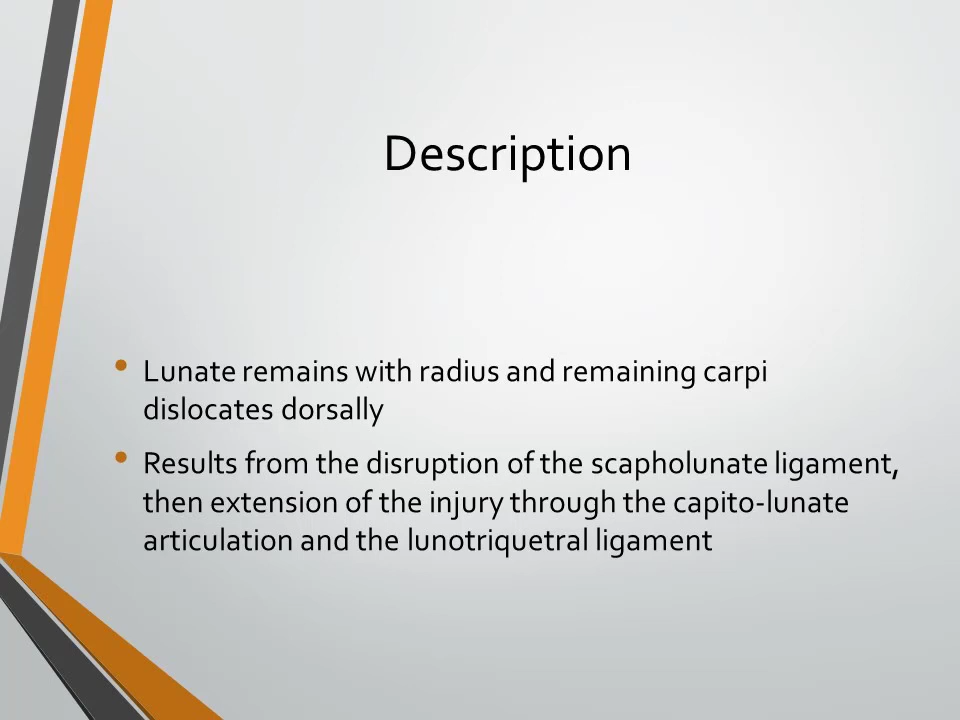 Description
• Lunate remains with radius and remaining carpi
dislocates dorsally
• Results from the disruption of the scapholunate ligament,
then extension of the injury through the capito-lunate
articulation and the lunotriquetral ligament